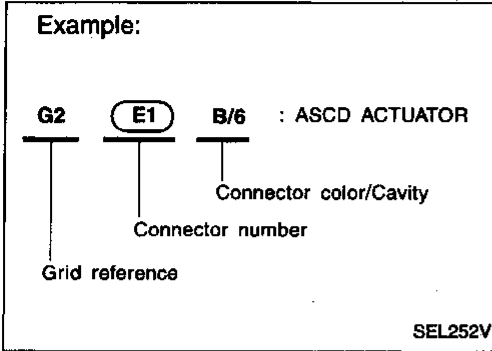 Example:
G2 E1 B/6 : ASCD ACTUATOR
Connector color/Cavity
Connector number
Grid reference
SEL252V